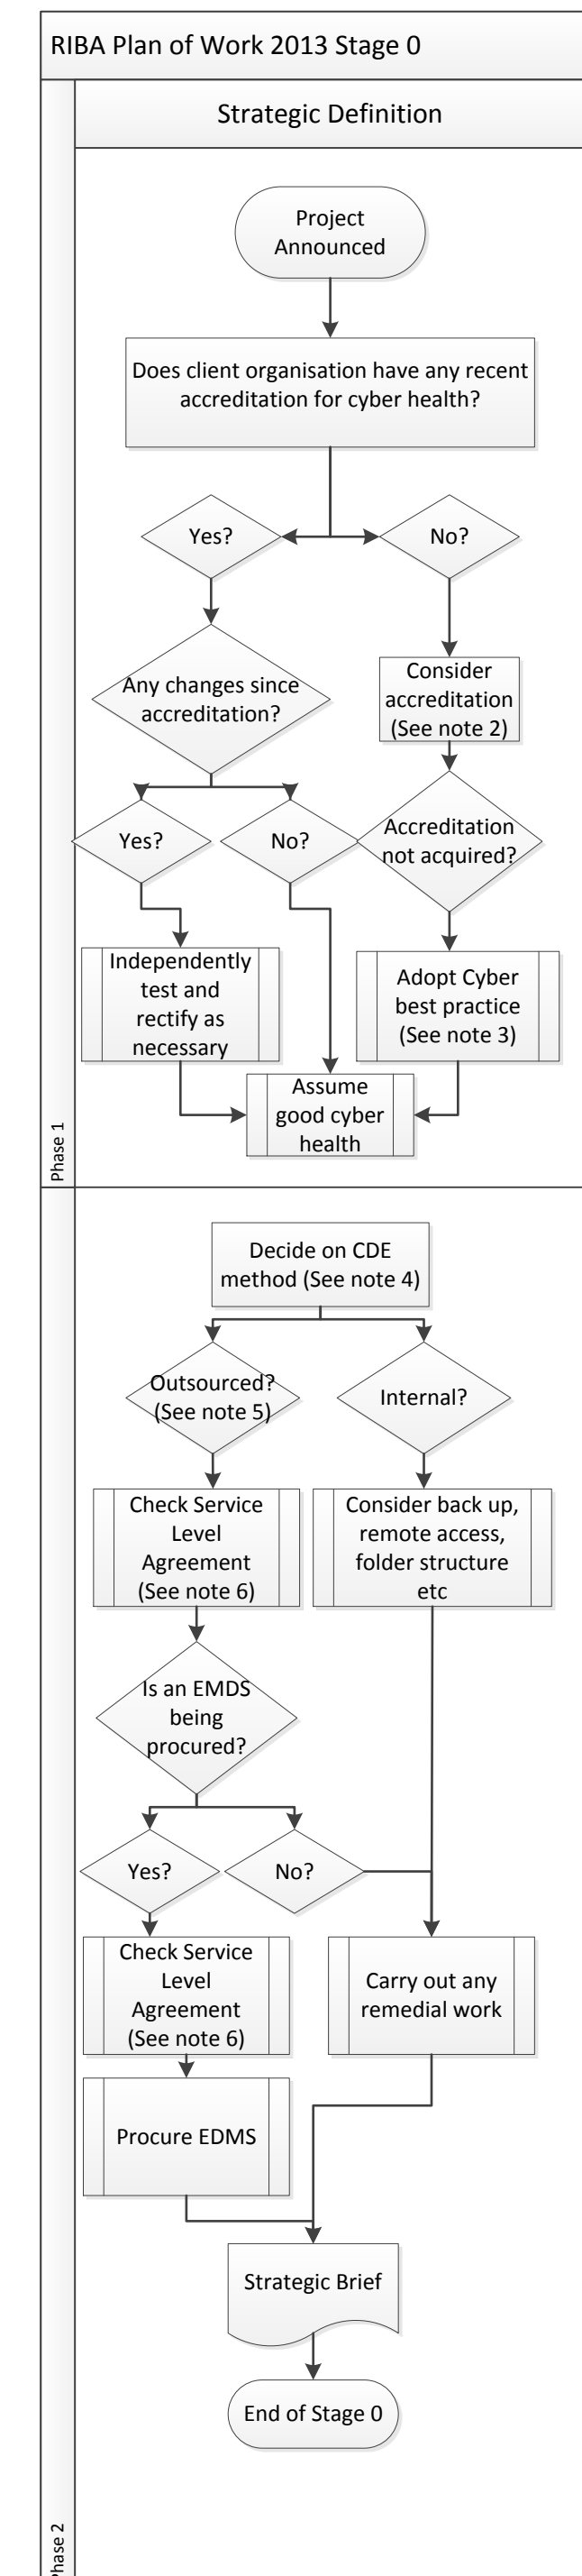 RIBA Plan of Work 2013 Stage 0
Strategic Definition
Project
Announced
Does client organisation have any recent
accreditation for cyber health?
Yes?
No?
Any changes since
accreditation?
Consider
accreditation
(See note 2)
Yes?
No?
Accreditation
not acquired?
Independently
test and
rectify as
necessary
Adopt Cyber
best practice
(See note 3)
Assume
good cyber
health
Phase 1
Decide on CDE
method (See note 4)
Outsourced?
(See note 5)
Internal?
Check Service
Level
Agreement
(See note 6)
Consider back up,
remote access,
folder structure
etc
Is an EMDS
being
procured?
Yes?
No?
Check Service
Level
Agreement
(See note 6)
Carry out any
remedial work
Procure EDMS
Strategic Brief
End of Stage 0
Phase 2